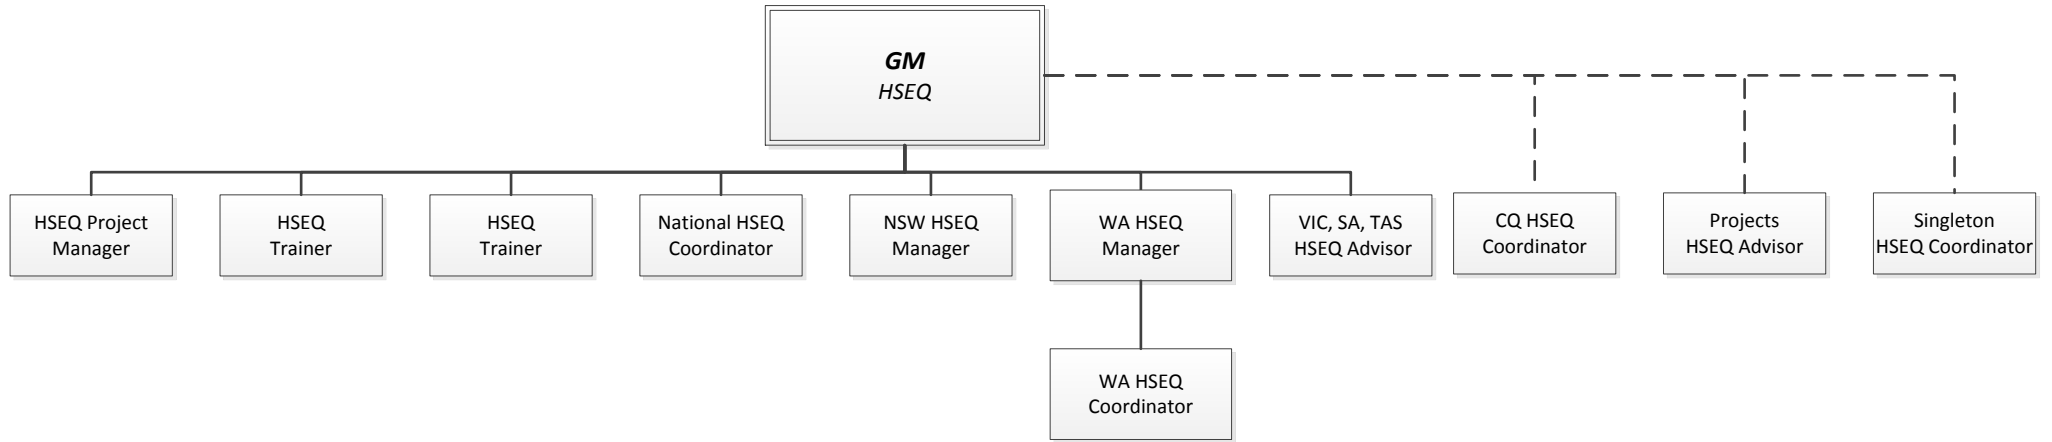 GM
HSEQ
HSEQ Project
Manager
HSEQ
Trainer
HSEQ
Trainer
National HSEQ
Coordinator
NSW HSEQ
Manager
WA HSEQ
Manager
VIC, SA, TAS
HSEQ Advisor
CQ HSEQ
Coordinator
Projects
HSEQ Advisor
Singleton
HSEQ Coordinator
WA HSEQ
Coordinator